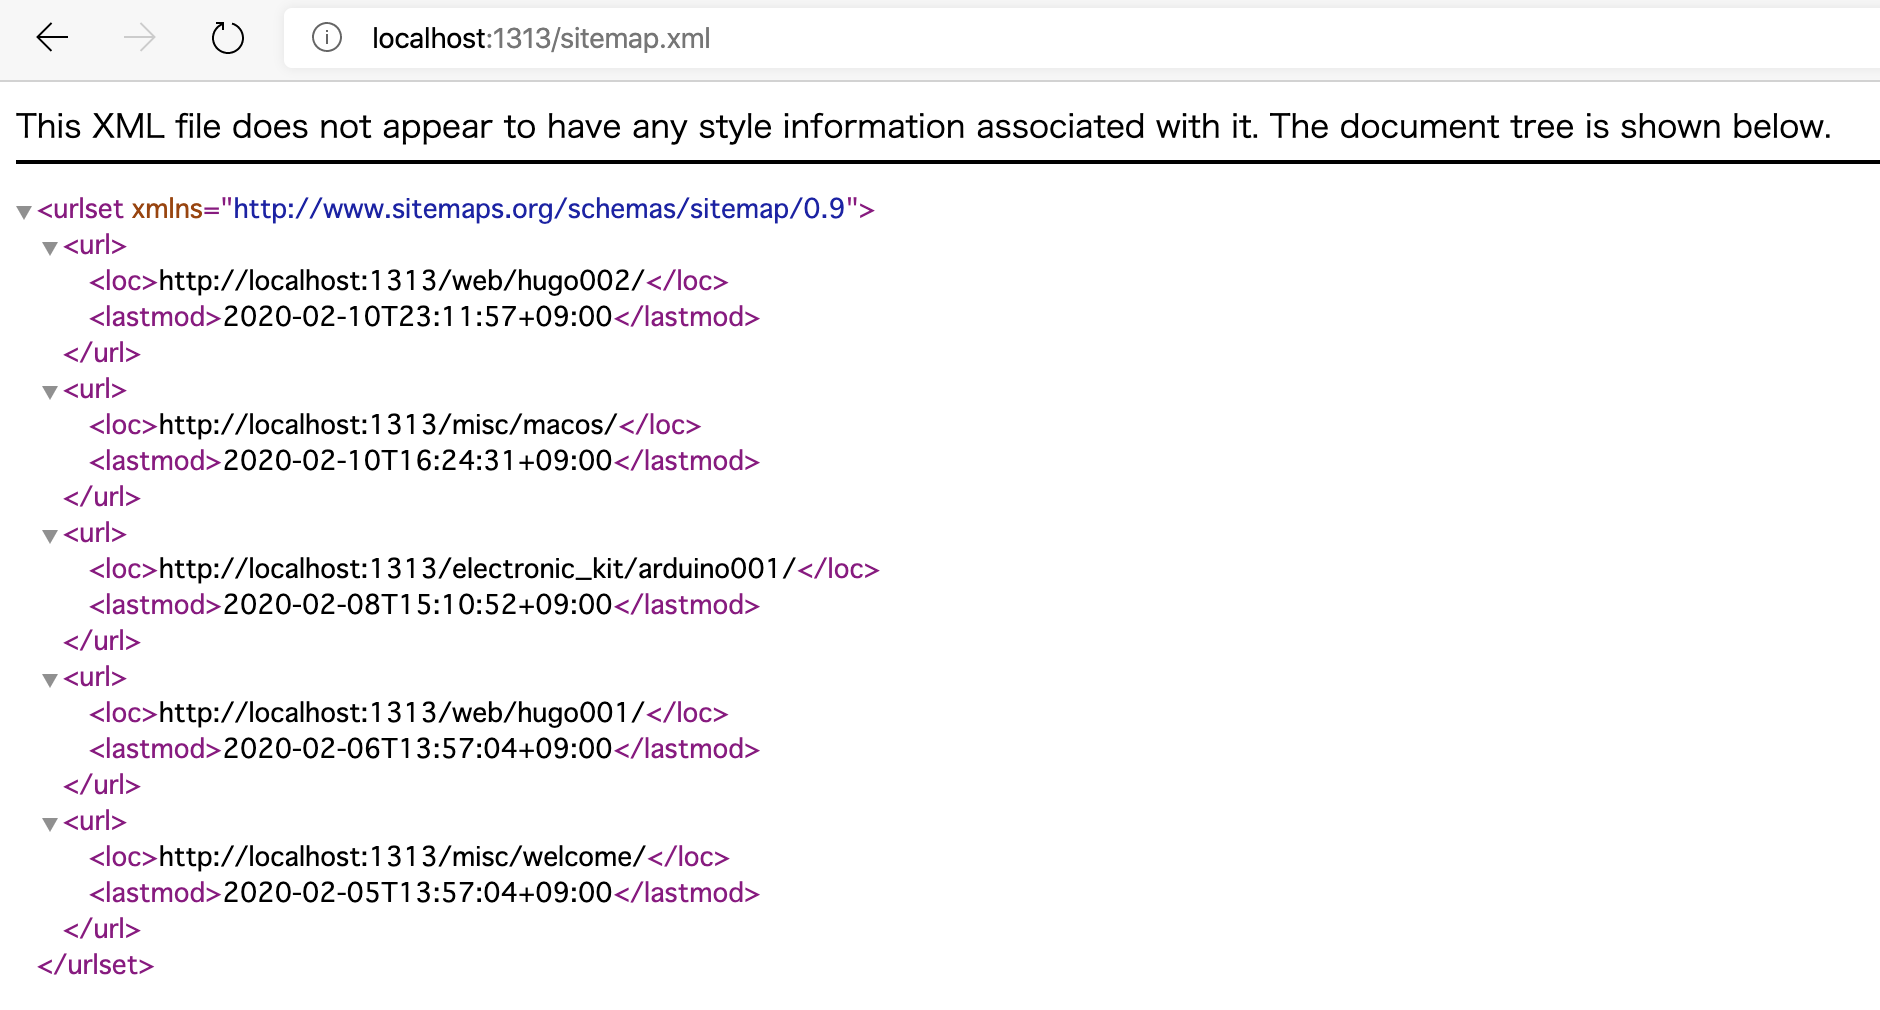 localhost:1313/sitemap.xml
This XML file does not appear to have any style information associated with it. The document tree is shown below.
<urlset xmlns="http://www.sitemaps.org/schemas/sitemap/0.9">
<url>
<loc>http://localhost:1313/web/hugo002/</loc>
<lastmod>2020-02-10T23:11:57+09:00</lastmod>
</url>
<url>
<loc>http://localhost:1313/misc/macos/</loc>
<lastmod>2020-02-10T16:24:31+09:00</lastmod>
</url>
<url>
<loc>http://localhost:1313/electronic_kit/arduino001/</loc>
<lastmod>2020-02-08T15:10:52+09:00</lastmod>
</url>
<url>
<loc>http://localhost:1313/web/hugo001/</loc>
<lastmod>2020-02-06T13:57:04+09:00</lastmod>
</url>
<url>
<loc>http://localhost:1313/misc/welcome/</loc>
<lastmod>2020-02-05T13:57:04+09:00</lastmod>
</url>
</urlset>